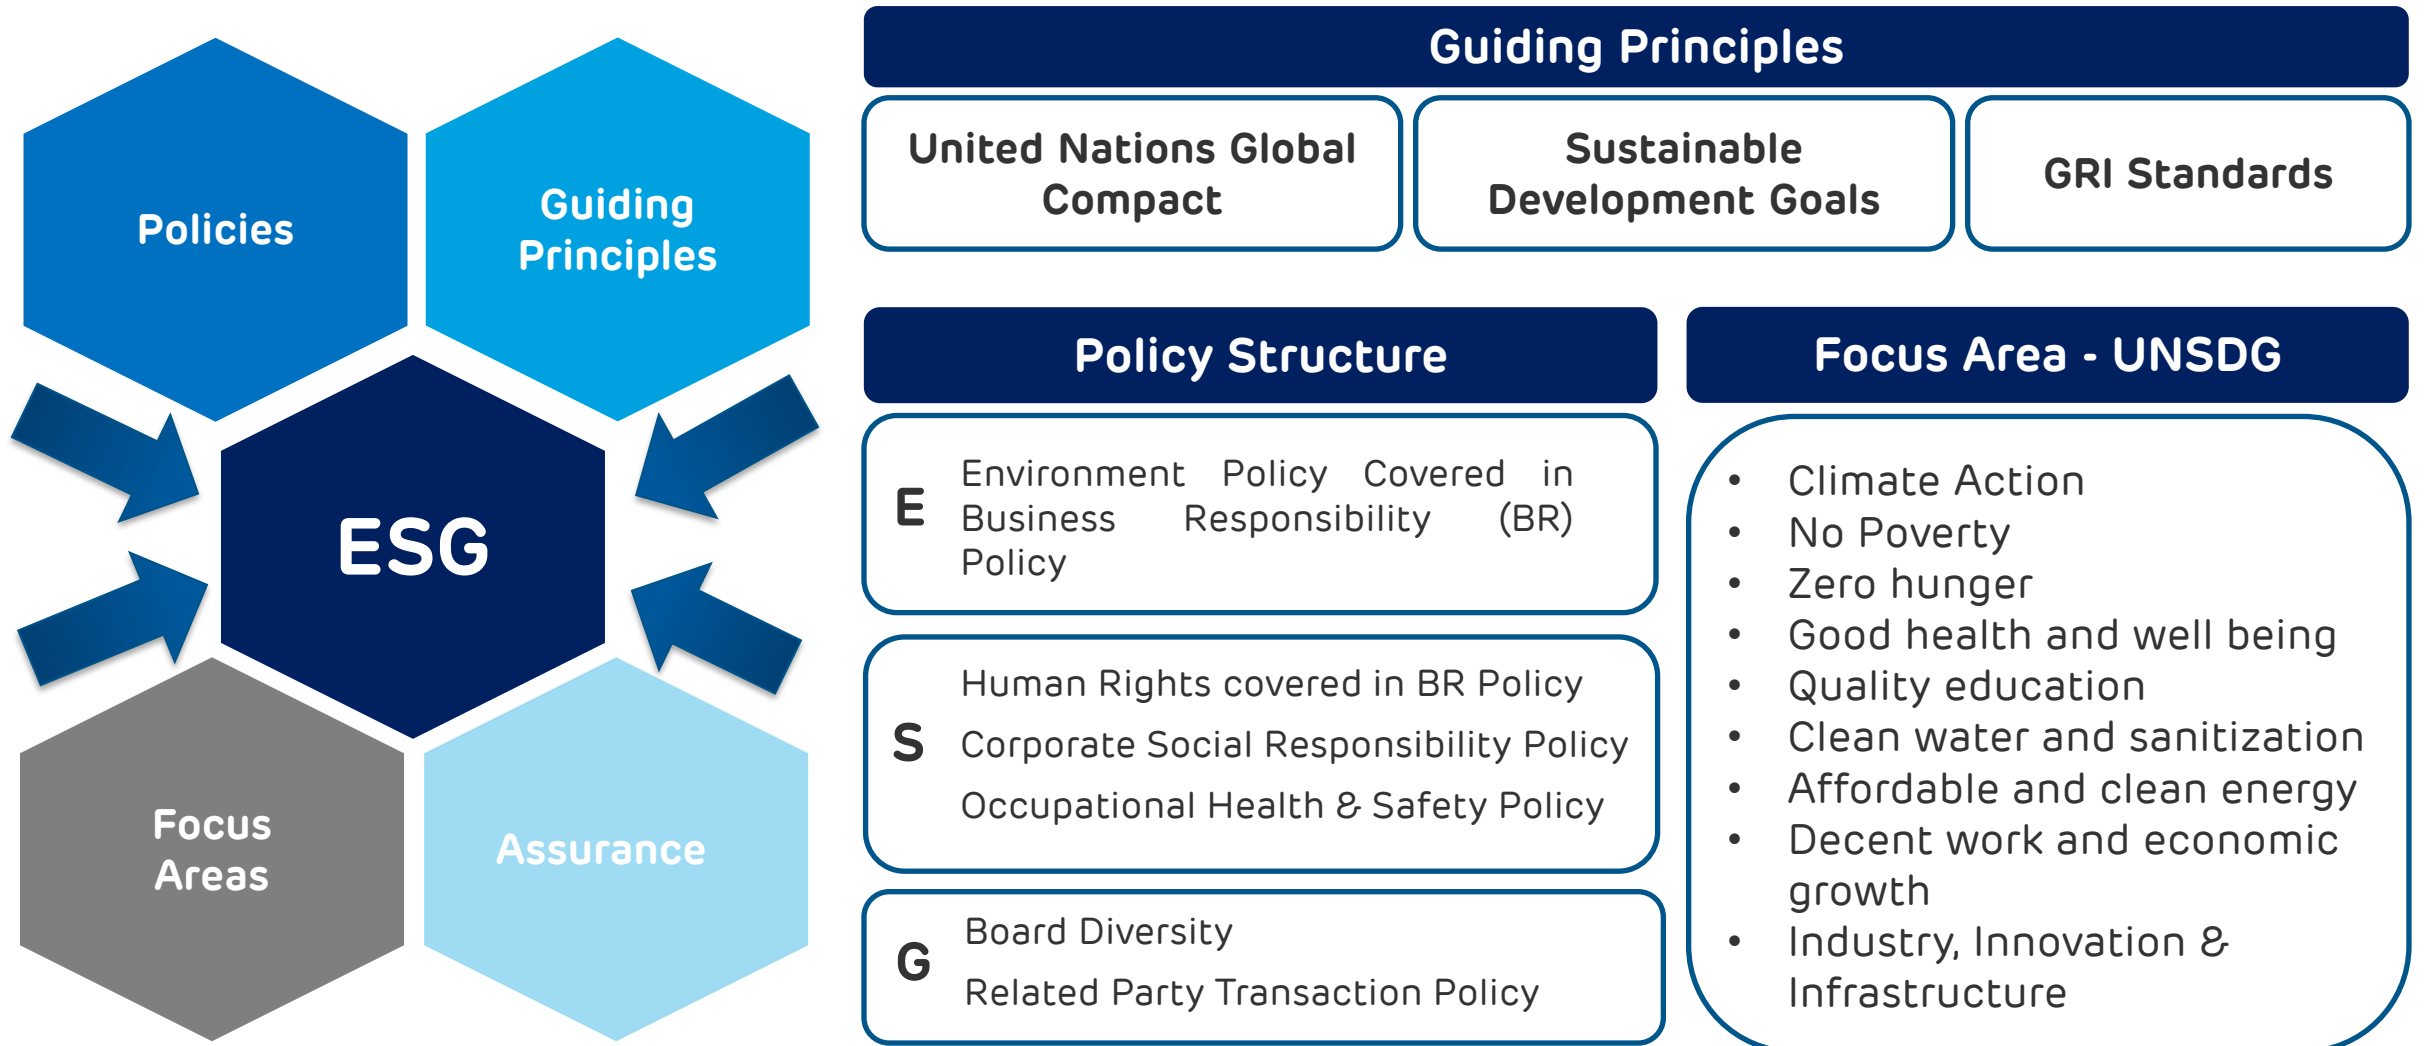 Policies
Guiding
Principles
ESG
Focus
Areas
Assurance
Guiding Principles
United Nations Global
Compact
Sustainable
Development Goals
GRI Standards
Policy Structure
E
Environment Policy Covered in
Business Responsibility (BR)
Policy
S
Human Rights covered in BR Policy
Corporate Social Responsibility Policy
Occupational Health & Safety Policy
G
Board Diversity
Related Party Transaction Policy
Focus Area - UNSDG
• Climate Action
• No Poverty
• Zero hunger
• Good health and well being
• Quality education
• Clean water and sanitization
• Affordable and clean energy
• Decent work and economic
growth
• Industry, Innovation &
Infrastructure